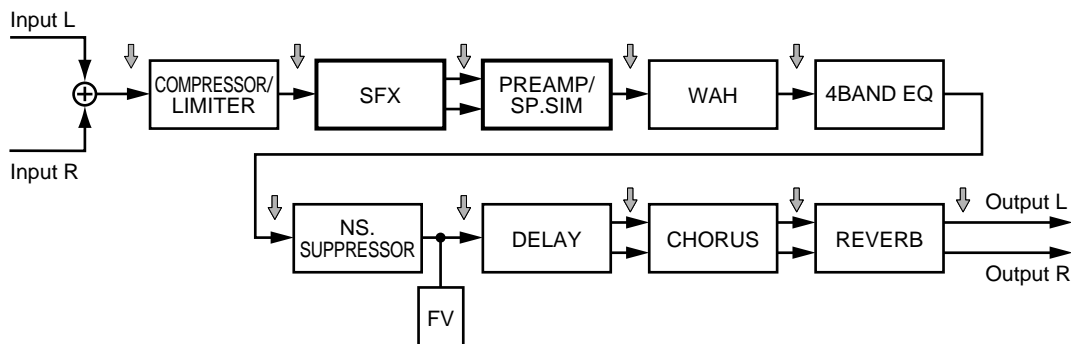 Input L
COMPRESSOR/
LIMITER
SFX
PREAMP/
SP.SIM
WAH
4BAND EQ
Input R
NS.
SUPPRESSOR
DELAY
CHORUS
REVERB
Output L
Output R
FV